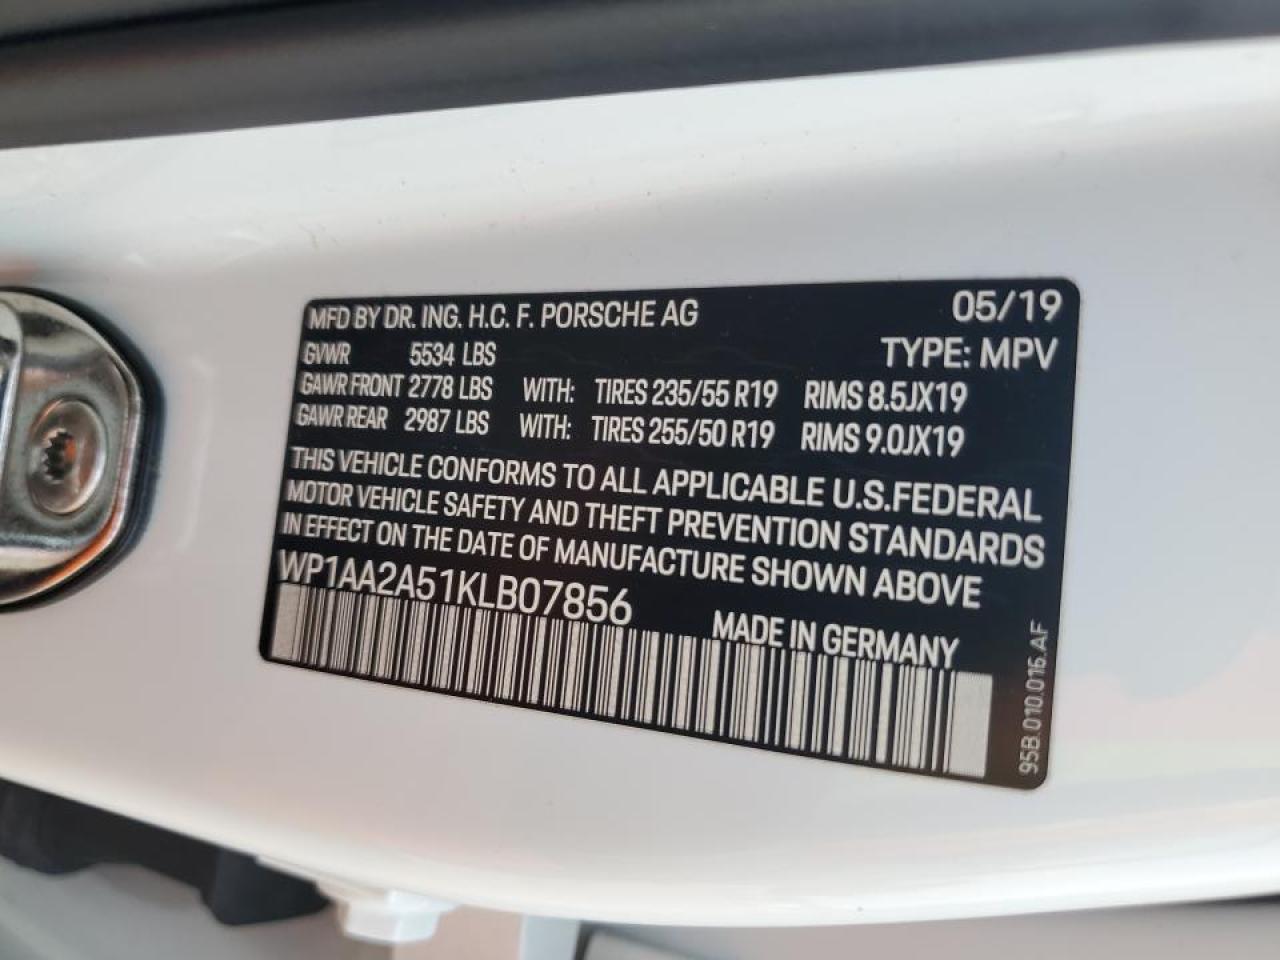 MFD BY DR. ING. H.C. F. PORSCHE AG 05/19
GVWR 5534 LBS TYPE: MPV
GAWR FRONT 2778 LBS WITH: TIRES 235/55 R19 RIMS 8.5JX19
GAWR REAR 2987 LBS WITH: TIRES 255/50 R19 RIMS 9.0JX19
THIS VEHICLE CONFORMS TO ALL APPLICABLE U.S.FEDERAL
MOTOR VEHICLE SAFETY AND THEFT PREVENTION STANDARDS
IN EFFECT ON THE DATE OF MANUFACTURE SHOWN ABOVE
WP1AA2A51KLB07856
MADE IN GERMANY
95B.010.016.AF